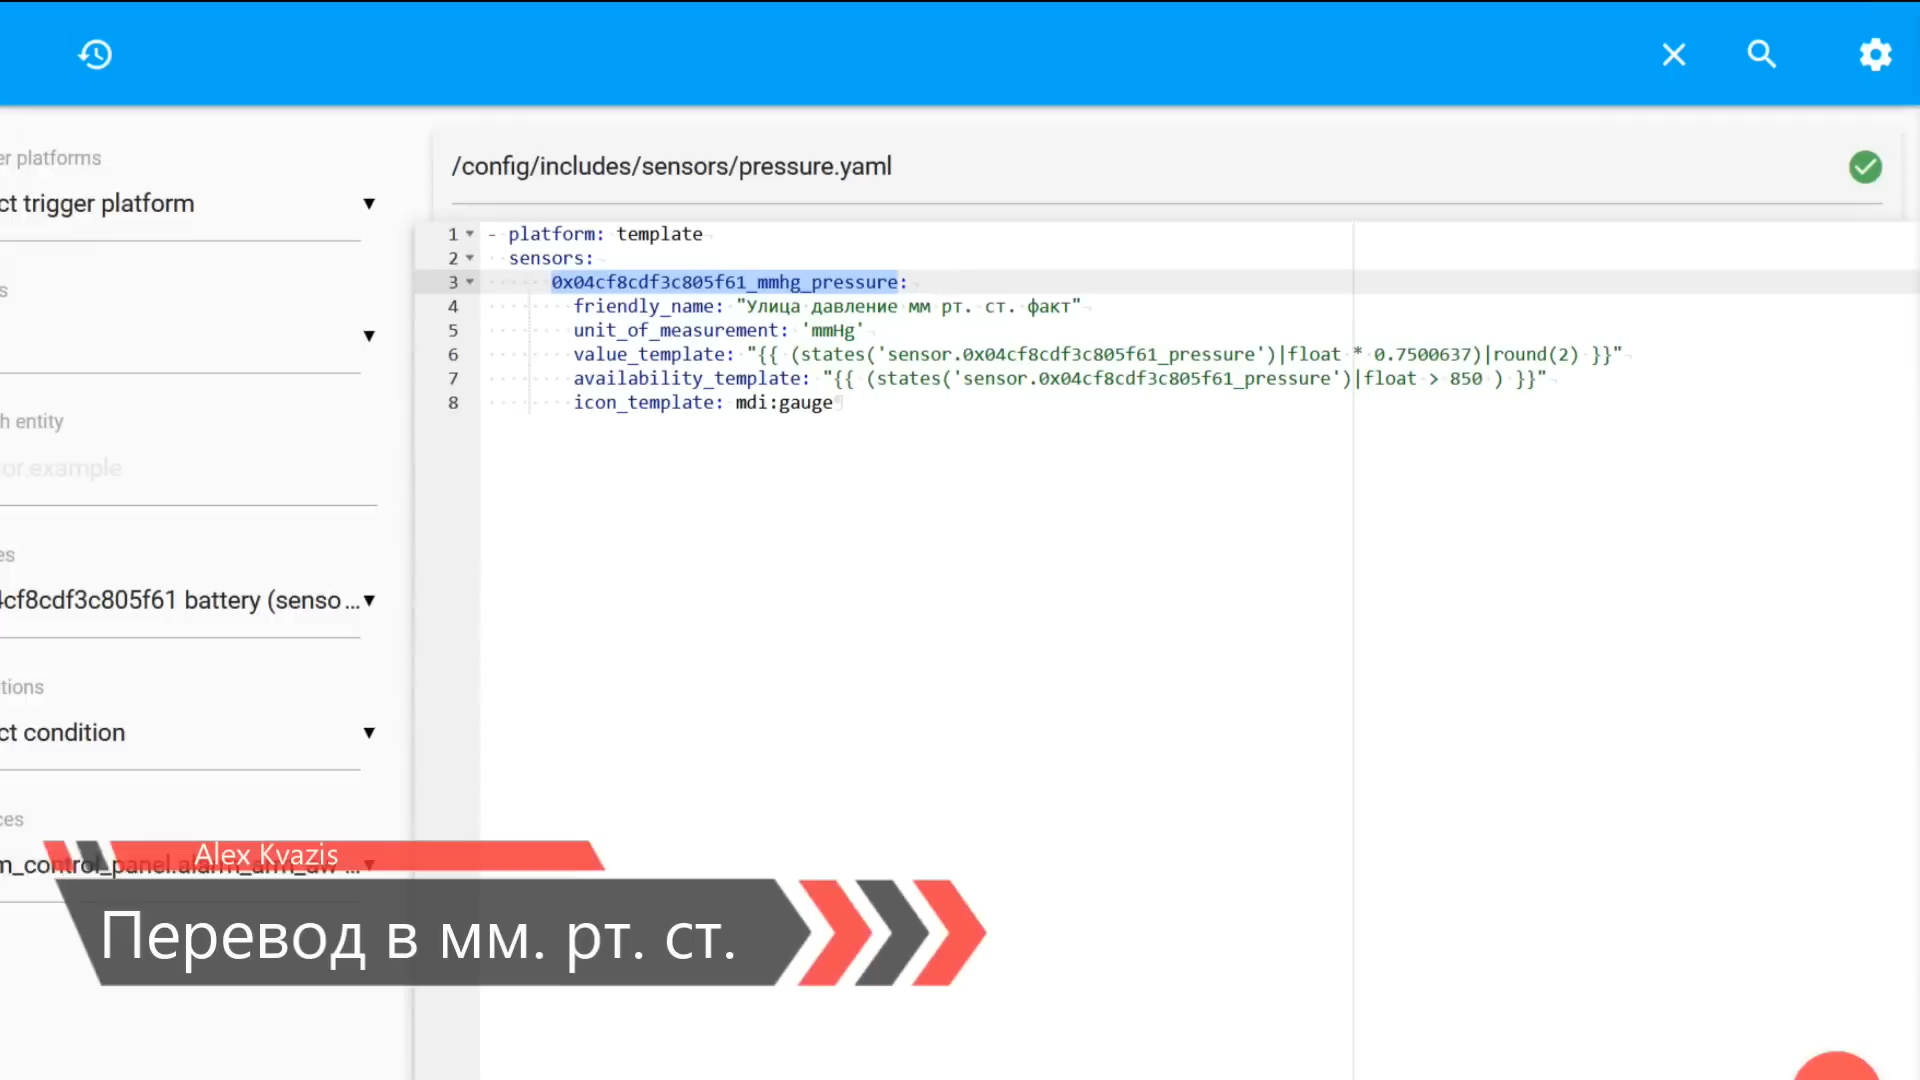 er platforms
ct trigger platform
s
h entity
or.example
es
4cf8cdf3c805f61 battery (senso...
tions
ct condition
ces
m_control_panel.alarm_arm_aw ...
/config/includes/sensors/pressure.yaml
1 - platform: template
2 sensors:
3 0x04cf8cdf3c805f61_mmhg_pressure:
4 friendly_name: "Улица давление мм рт. ст. факт"
5 unit_of_measurement: 'mmHg'
6 value_template: "{{ (states('sensor.0x04cf8cdf3c805f61_pressure')|float * 0.7500637)|round(2) }}"
7 availability_template: "{{ (states('sensor.0x04cf8cdf3c805f61_pressure')|float > 850 ) }}"
8 icon_template: mdi:gauge
Alex Kvazis
Перевод в мм. рт. ст.